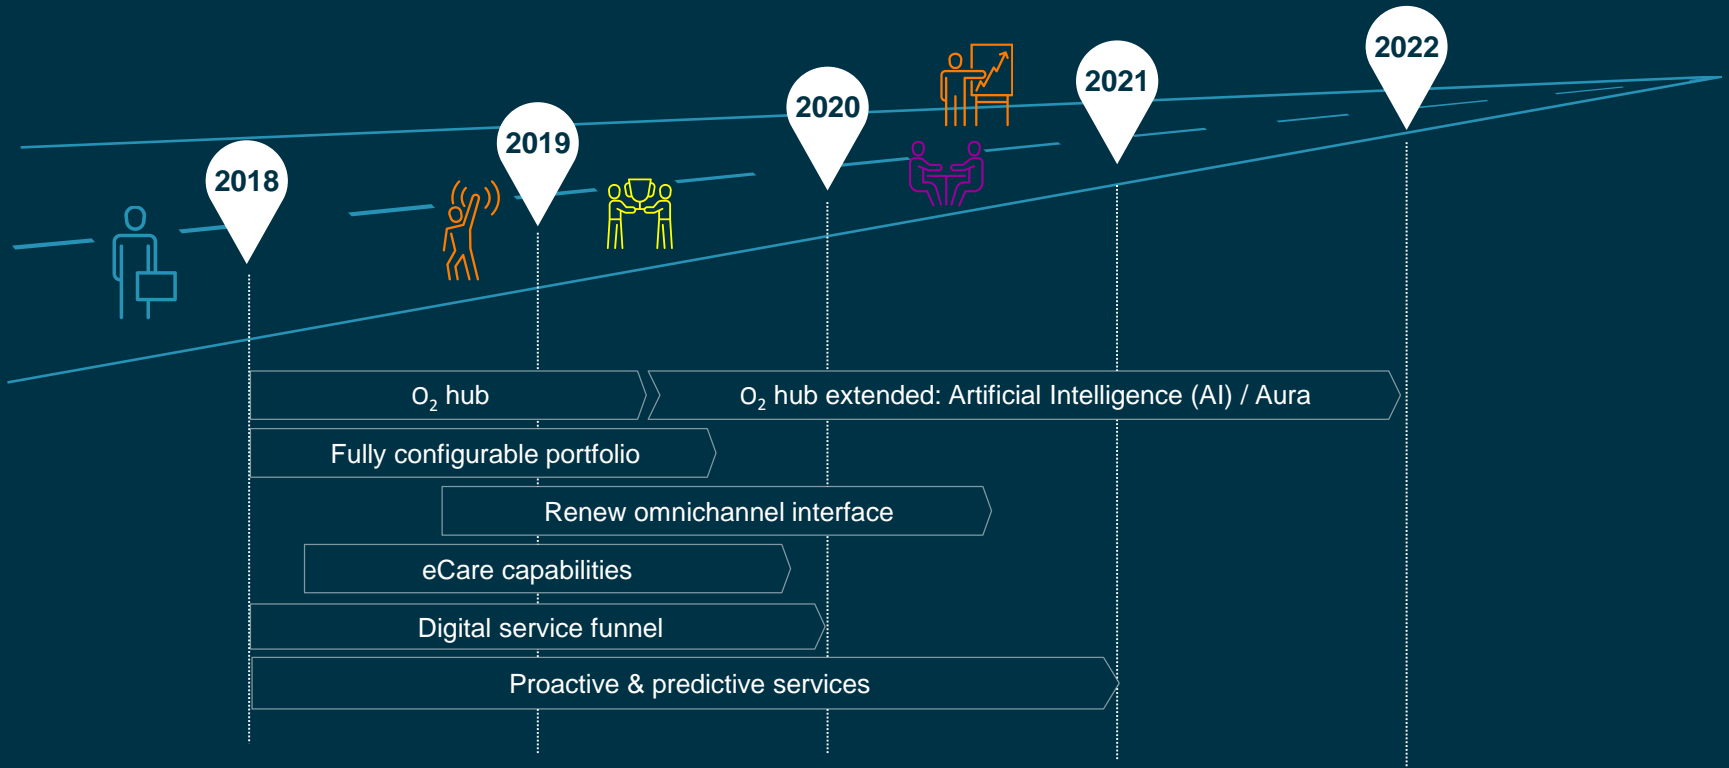 2018
2019
2020
2021
2022
O₂ hub
O₂ hub extended: Artificial Intelligence (AI) / Aura
Fully configurable portfolio
Renew omnichannel interface
eCare capabilities
Digital service funnel
Proactive & predictive services